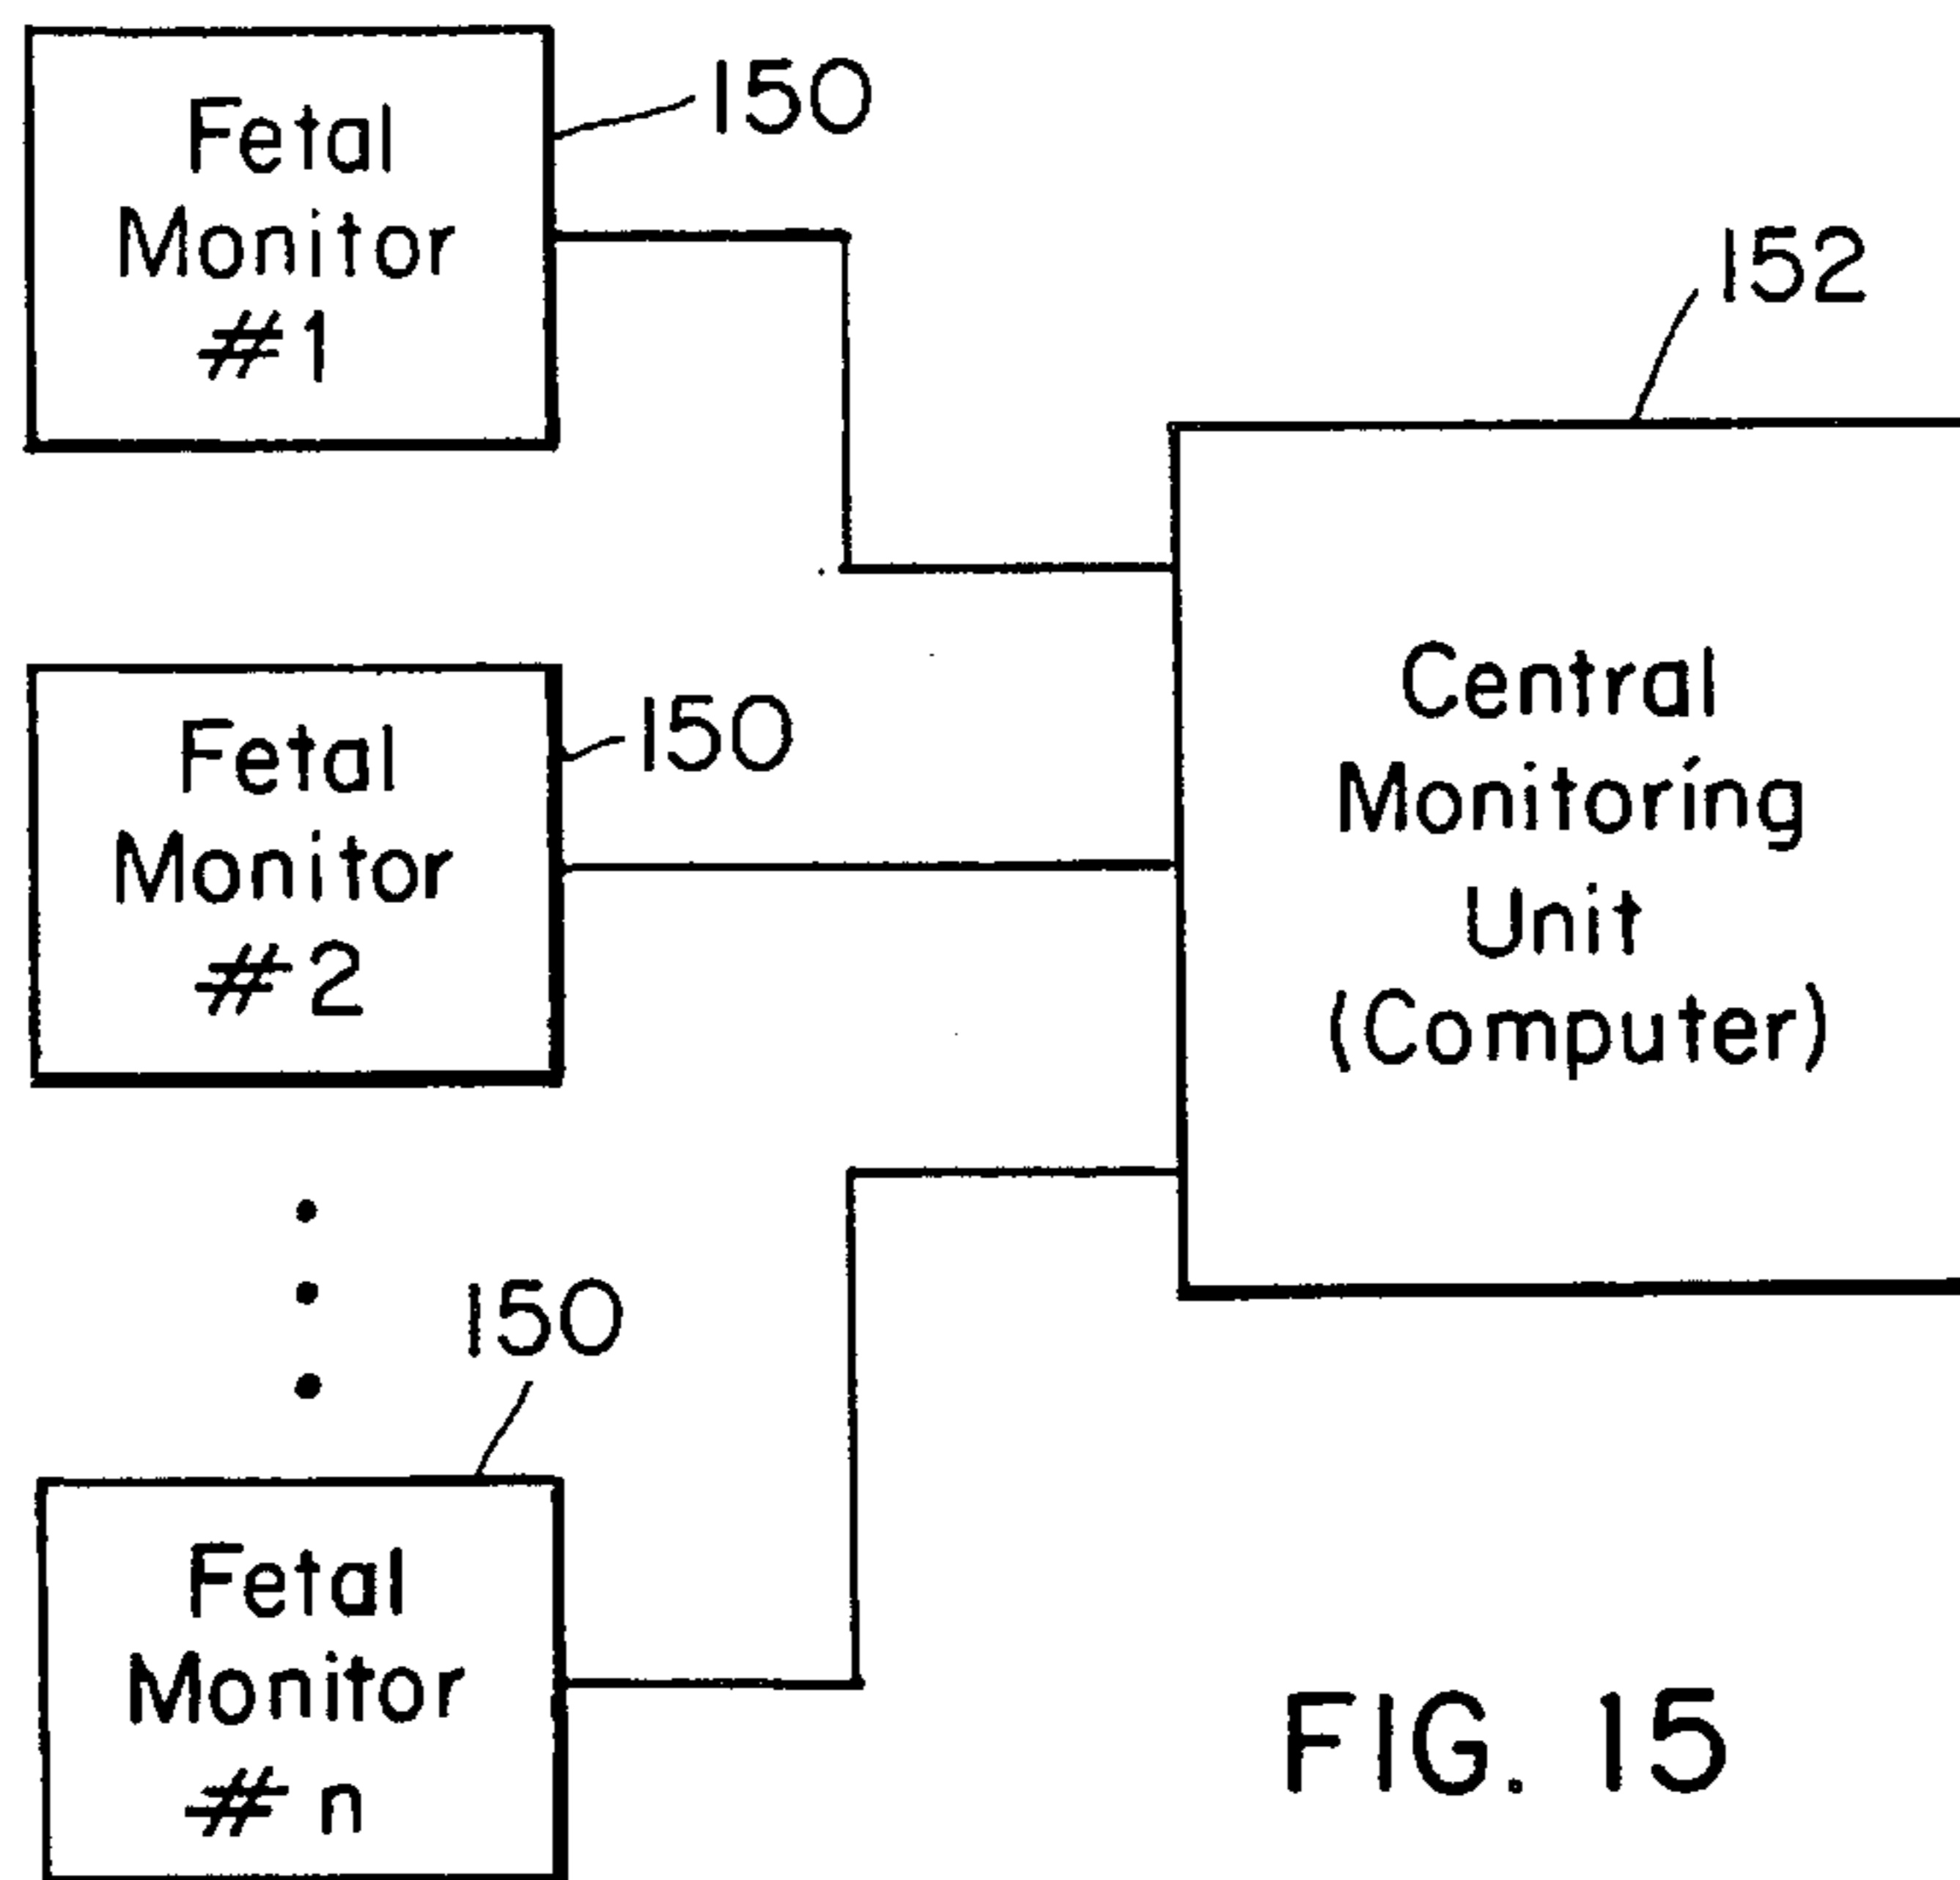 Fetal
Monitor
#1
150
152
Fetal
Monitor
#2
150
Central
Monitoring
Unit
(Computer)
150
Fetal
Monitor
#n
FIG. 15